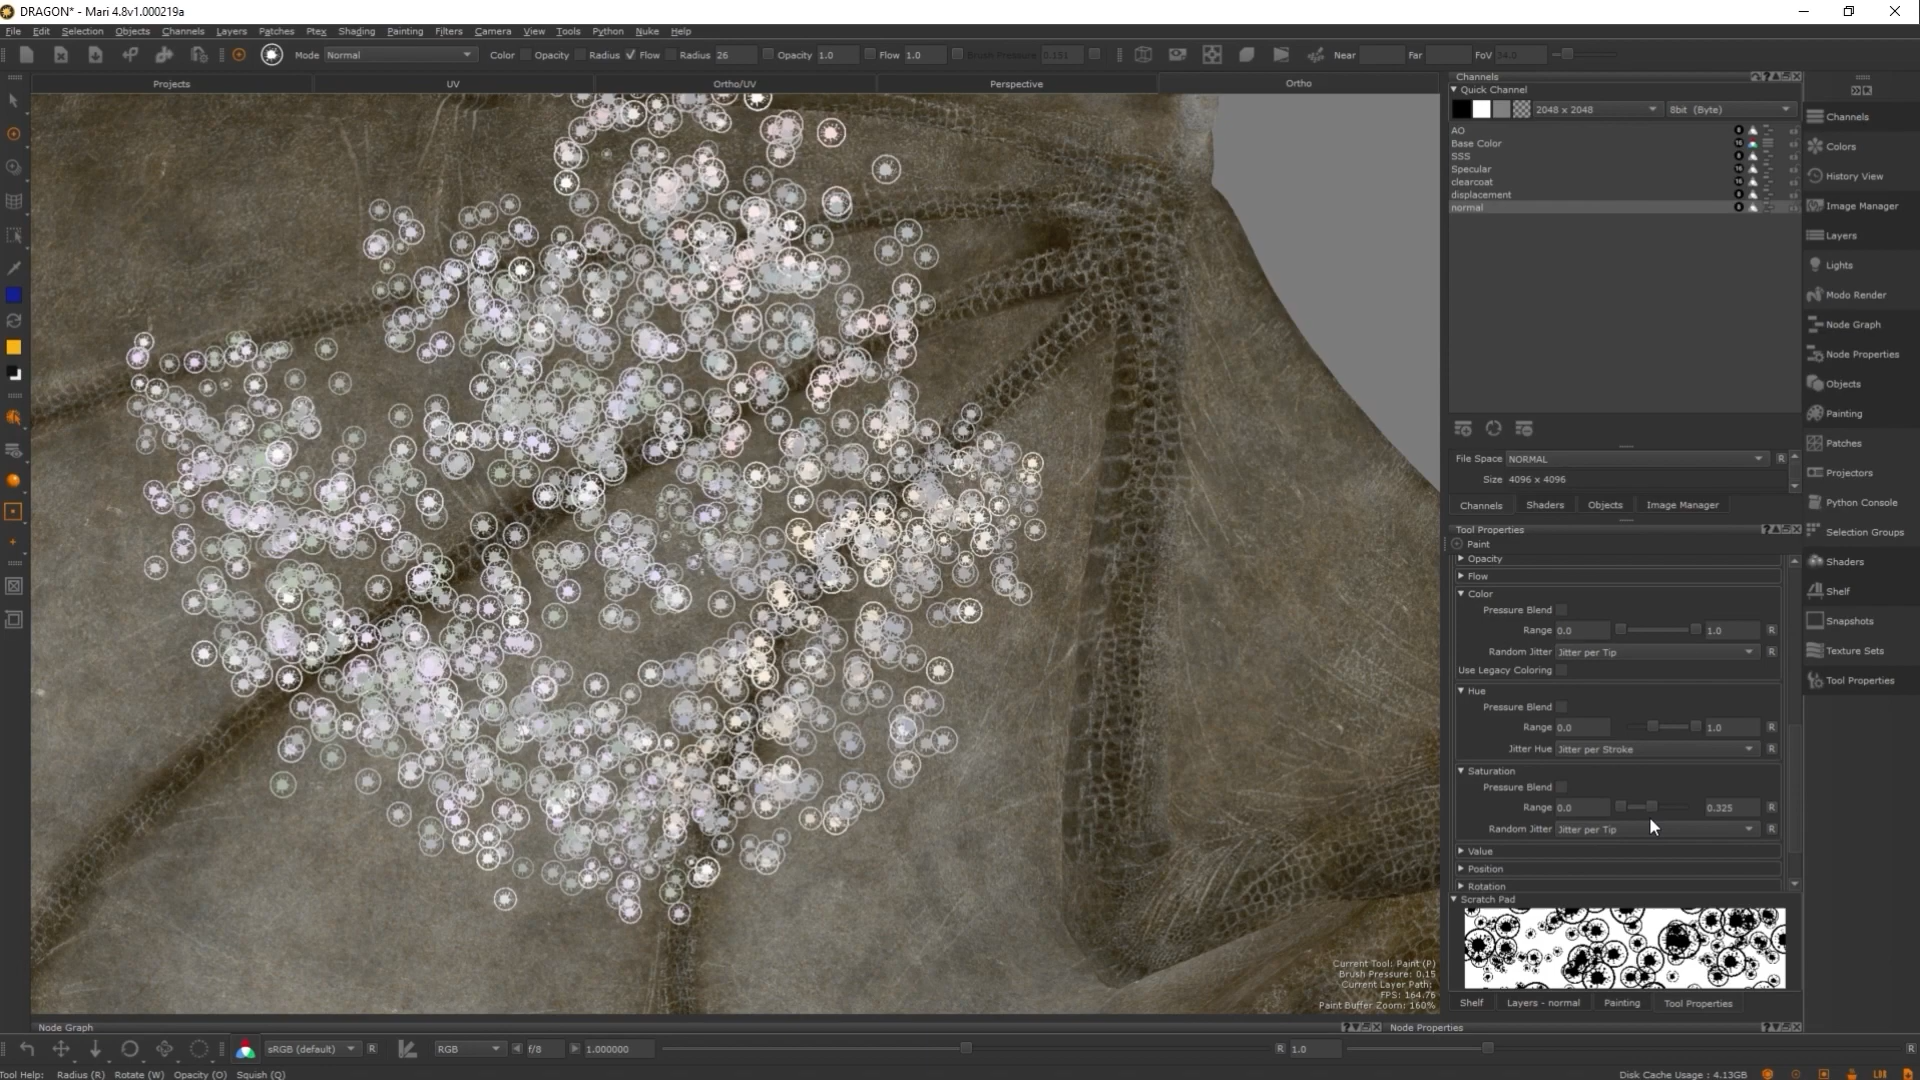 DRAGON* - Mari 4.8v1.000219a
File Edit Selection Objects Channels Layers Patches Ptex Shading Painting Filters Camera View Tools Python Nuke Help
Mode Normal Color Opacity Radius Flow Radius 26 Opacity 1.0 Flow 1.0 Brush Pressure 0.151 Near Far FoV 34.0
Projects UV Ortho/UV Perspective Ortho
Channels
Quick Channel
2048 x 2048 8bit (Byte)
AO
Base Color
SSS
Specular
clearcoat
displacement
normal
File Space NORMAL R
Size 4096 x 4096
Channels Shaders Objects Image Manager
Tool Properties
Paint
Opacity
Flow
Color
Pressure Blend
Range 0.0 1.0 R
Random Jitter Jitter per Tip R
Use Legacy Coloring
Hue
Pressure Blend
Range 0.0 1.0 R
Jitter Hue Jitter per Stroke R
Saturation
Pressure Blend
Range 0.0 0.325 R
Random Jitter Jitter per Tip R
Value
Position
Rotation
Scratch Pad
Shelf Layers - normal Painting Tool Properties
Channels
Colors
History View
Image Manager
Layers
Lights
Modo Render
Node Graph
Node Properties
Objects
Painting
Patches
Projectors
Python Console
Selection Groups
Shaders
Shelf
Snapshots
Texture Sets
Tool Properties
Current Tool: Paint (P)
Brush Pressure: 0.15
Current Layer Path:
FPS: 164.76
Paint Buffer Zoom: 160%
Node Graph Node Properties
sRGB (default) R RGB f/8 1.000000 R 1.0 R
Tool Help: Radius (R) Rotate (W) Opacity (O) Squish (Q) Disk Cache Usage : 4.13GB